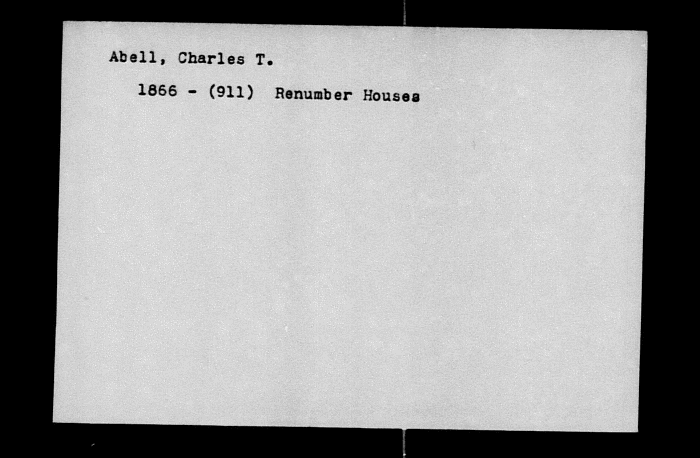 Abell, Charles T.
1866 - (911) Renumber Houses